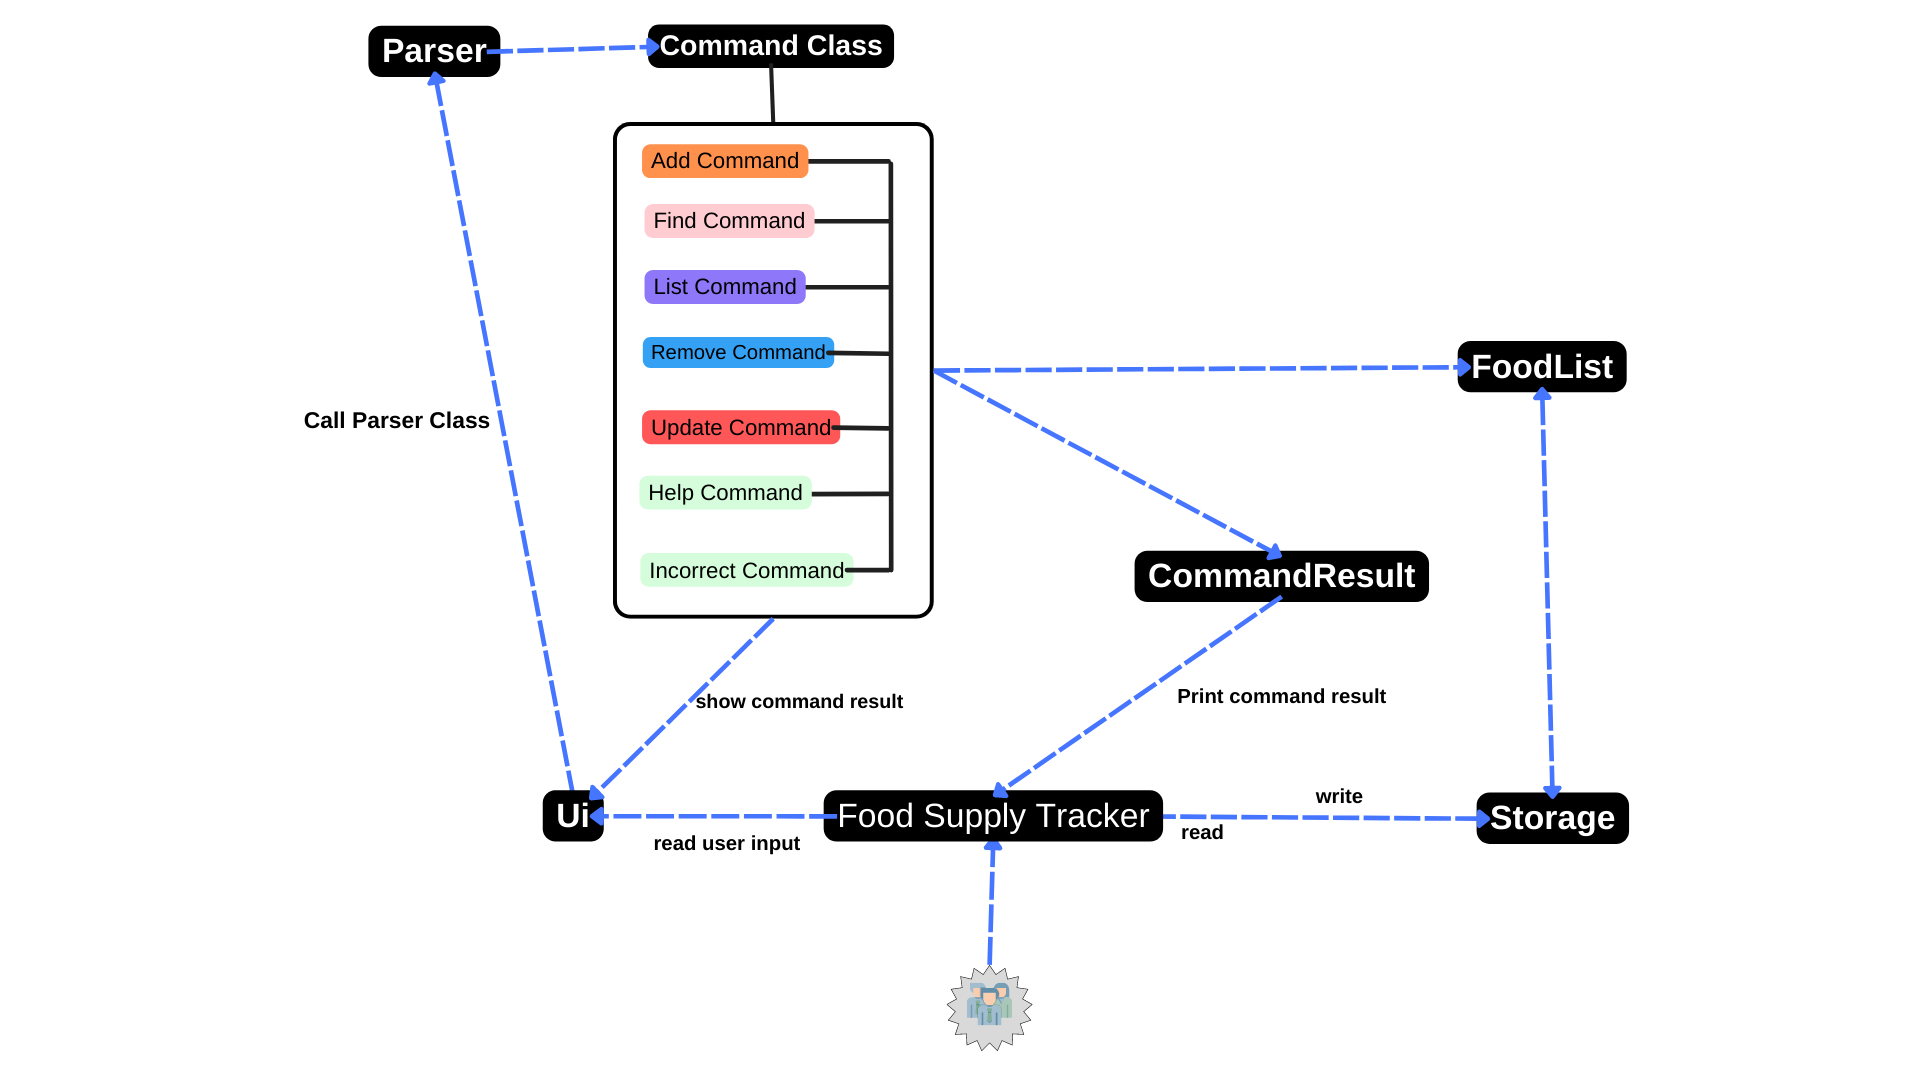 Parser
Command Class
Add Command
Find Command
List Command
Remove Command
Update Command
Help Command
Incorrect Command
Call Parser Class
FoodList
CommandResult
show command result
Print command result
Ui
read user input
Food Supply Tracker
write
read
Storage